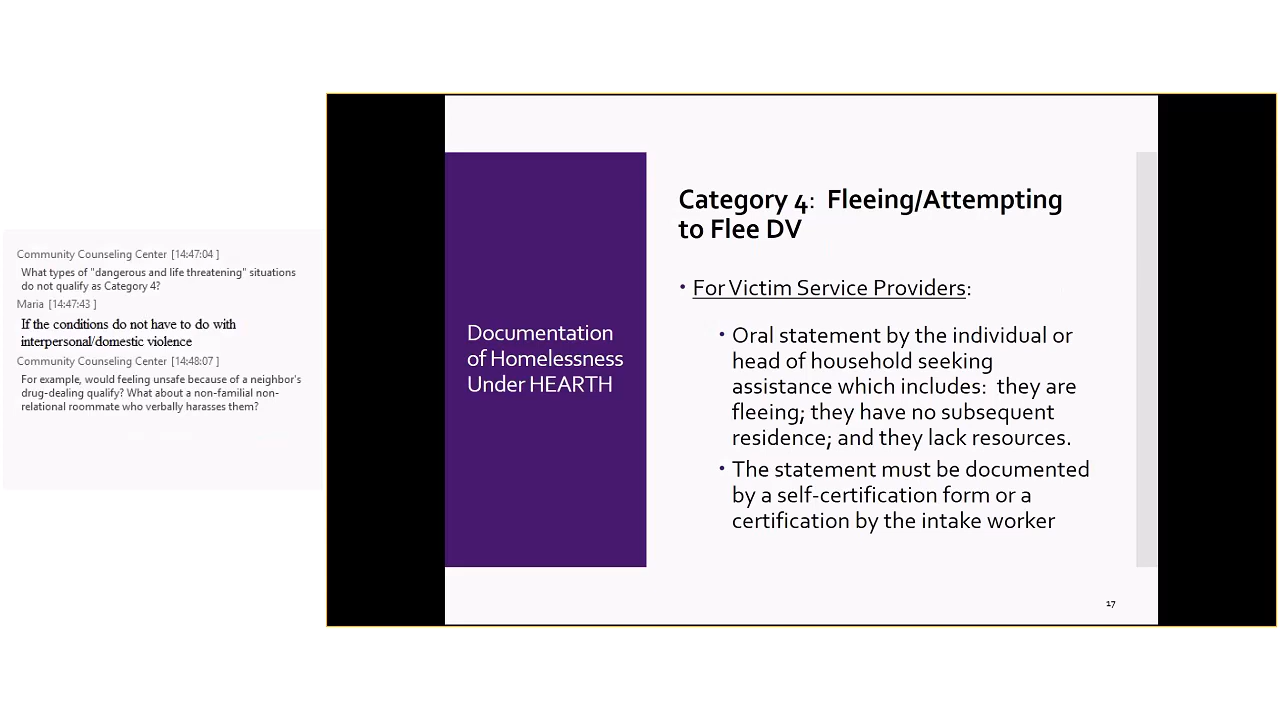 Community Counseling Center [14:47:04 ]
What types of "dangerous and life threatening" situations
do not qualify as Category 4?
Maria [14:47:43 ]
If the conditions do not have to do with
interpersonal/domestic violence
Community Counseling Center [14:48:07 ]
For example, would feeling unsafe because of a neighbor's
drug-dealing qualify? What about a non-familial non-
relational roommate who verbally harasses them?
Documentation
of Homelessness
Under HEARTH
Category 4:  Fleeing/Attempting
to Flee DV
• For Victim Service Providers:
• Oral statement by the individual or
head of household seeking
assistance which includes:  they are
fleeing; they have no subsequent
residence; and they lack resources.
• The statement must be documented
by a self-certification form or a
certification by the intake worker
17